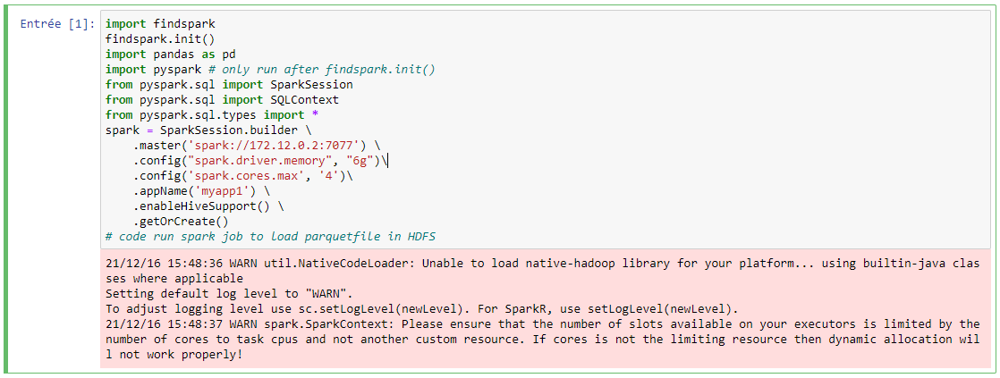 Entrée [1]: import findspark
findspark.init()
import pandas as pd
import pyspark # only run after findspark.init()
from pyspark.sql import SparkSession
from pyspark.sql import SQLContext
from pyspark.sql.types import *
spark = SparkSession.builder \
    .master('spark://172.12.0.2:7077') \
    .config("spark.driver.memory", "6g")\
    .config('spark.cores.max', '4')\
    .appName('myapp1') \
    .enableHiveSupport() \
    .getOrCreate()
# code run spark job to load parquetfile in HDFS
21/12/16 15:48:36 WARN util.NativeCodeLoader: Unable to load native-hadoop library for your platform... using builtin-java clas
ses where applicable
Setting default log level to "WARN".
To adjust logging level use sc.setLogLevel(newLevel). For SparkR, use setLogLevel(newLevel).
21/12/16 15:48:37 WARN spark.SparkContext: Please ensure that the number of slots available on your executors is limited by the
number of cores to task cpus and not another custom resource. If cores is not the limiting resource then dynamic allocation wil
l not work properly!